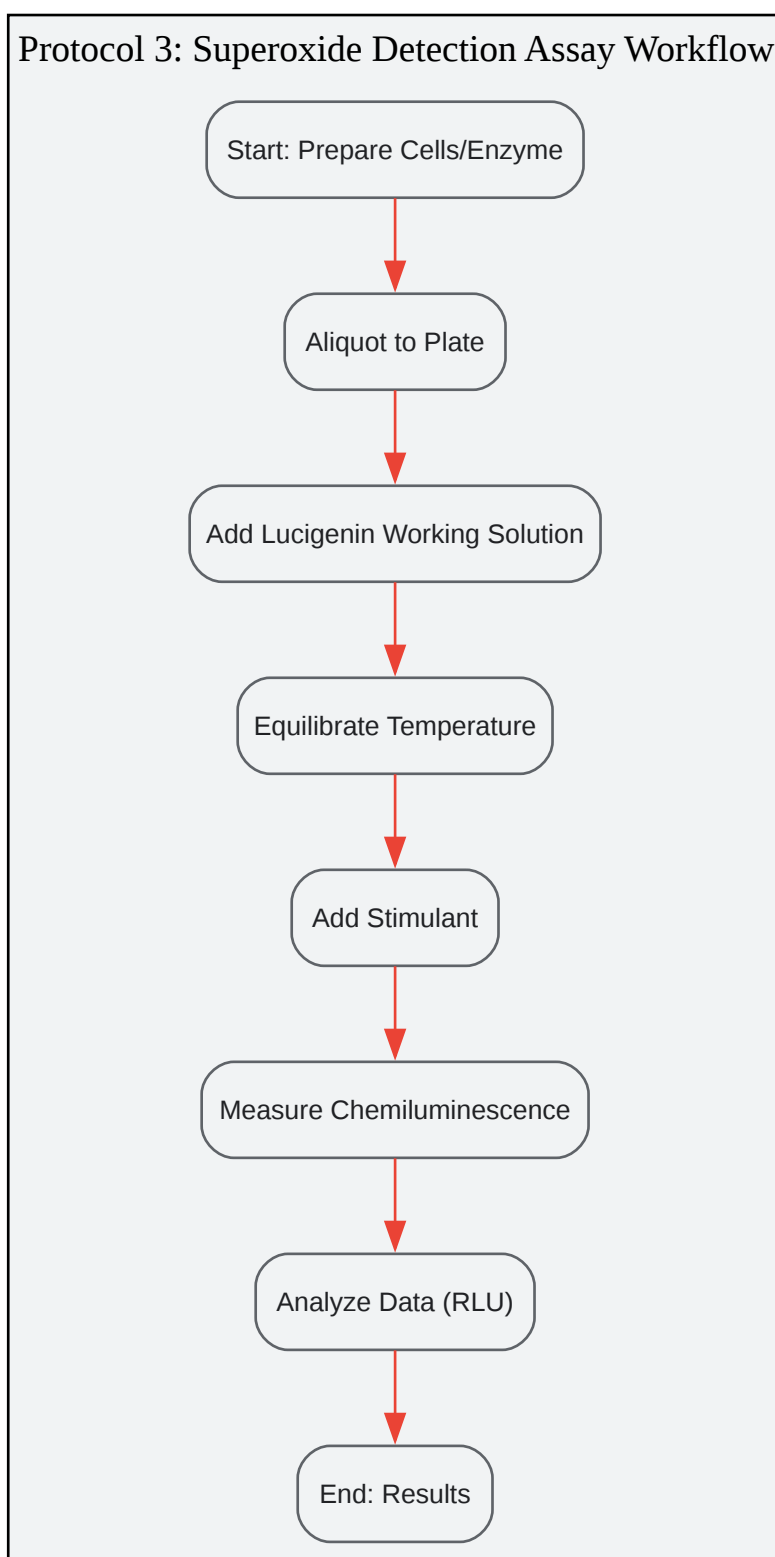 Protocol 3: Superoxide Detection Assay Workflow
Start: Prepare Cells/Enzyme
Aliquot to Plate
Add Lucigenin Working Solution
Equilibrate Temperature
Add Stimulant
Measure Chemiluminescence
Analyze Data (RLU)
End: Results